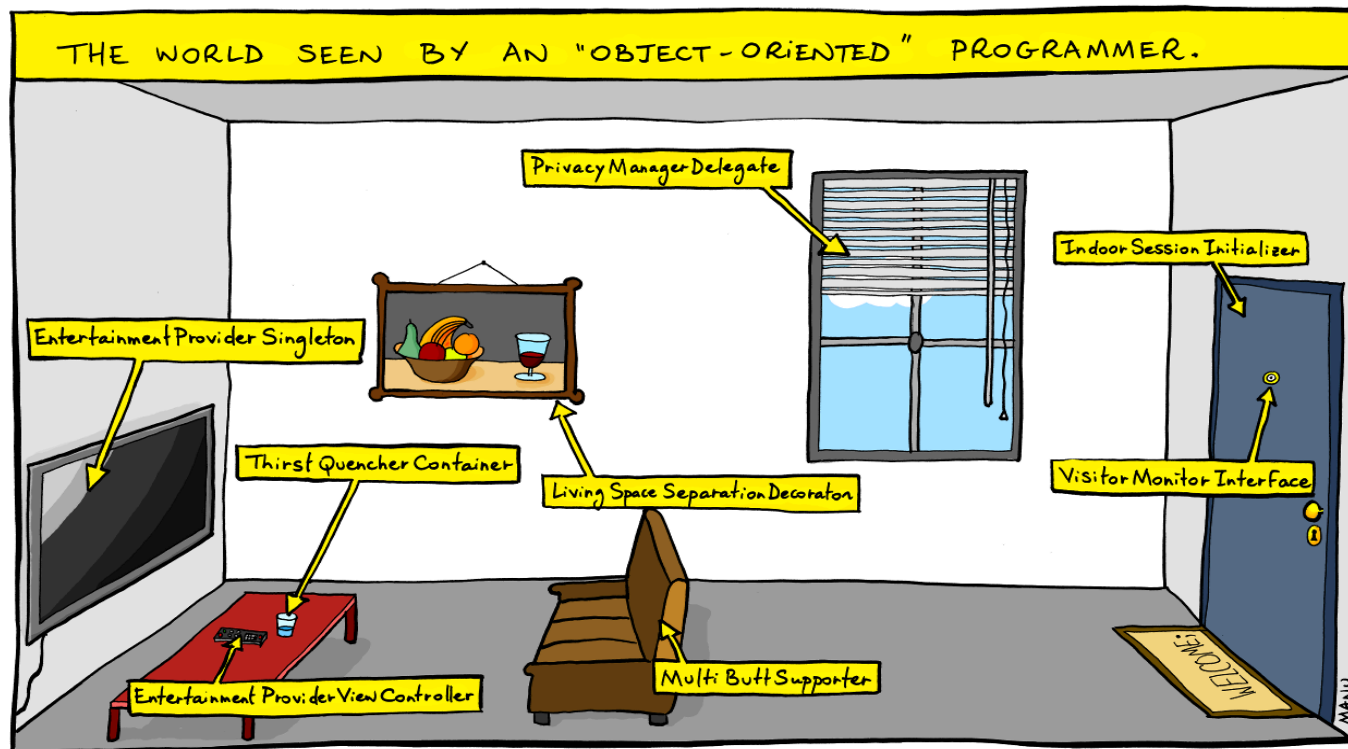 THE WORLD SEEN BY AN "OBJECT-ORIENTED" PROGRAMMER.
Privacy Manager Delegate
Indoor Session Initializer
Entertainment Provider Singleton
Thirst Quencher Container
Living Space Separation Decorator
Visitor Monitor Interface
Multi Butt Supporter
Entertainment Provider View Controller
WELCOME!
MANU